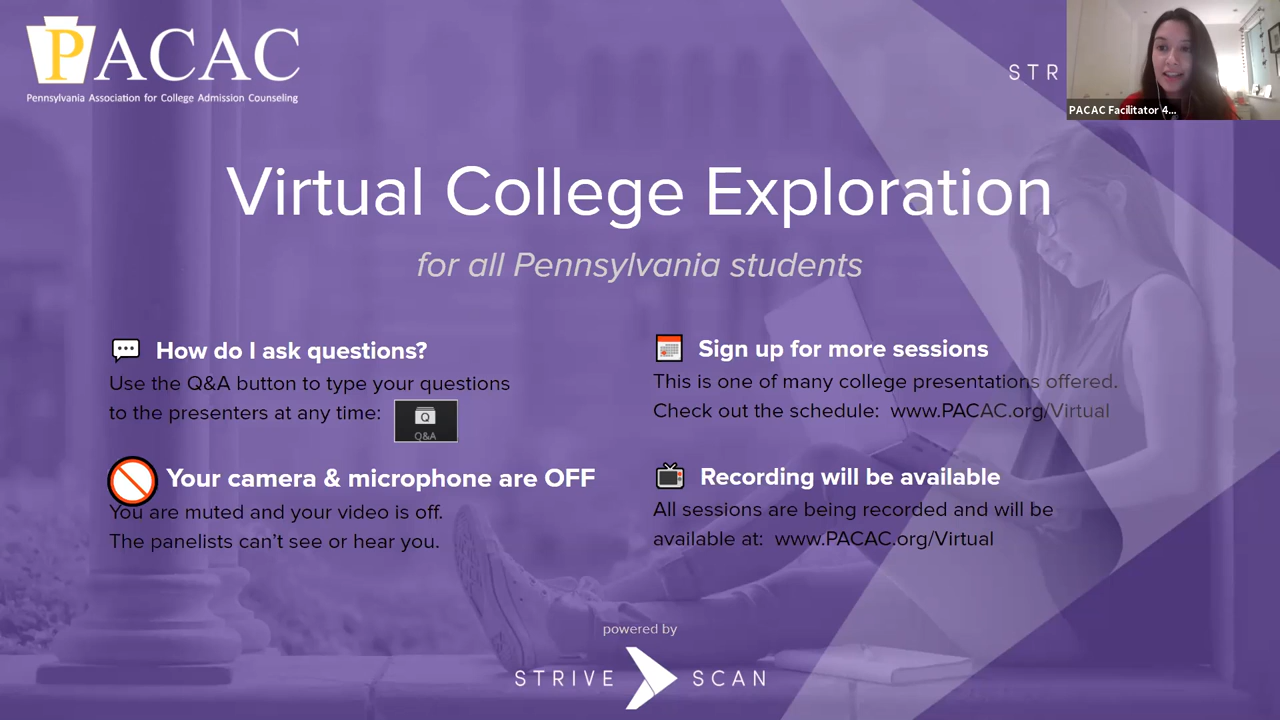 PACAC
Pennsylvania Association for College Admission Counseling
STR
PACAC Facilitator 4...
Virtual College Exploration
for all Pennsylvania students
How do I ask questions?
Use the Q&A button to type your questions
to the presenters at any time:
Q
Q&A
Your camera & microphone are OFF
You are muted and your video is off.
The panelists can’t see or hear you.
Sign up for more sessions
This is one of many college presentations offered.
Check out the schedule: www.PACAC.org/Virtual
Recording will be available
All sessions are being recorded and will be
available at: www.PACAC.org/Virtual
powered by
STRIVE SCAN